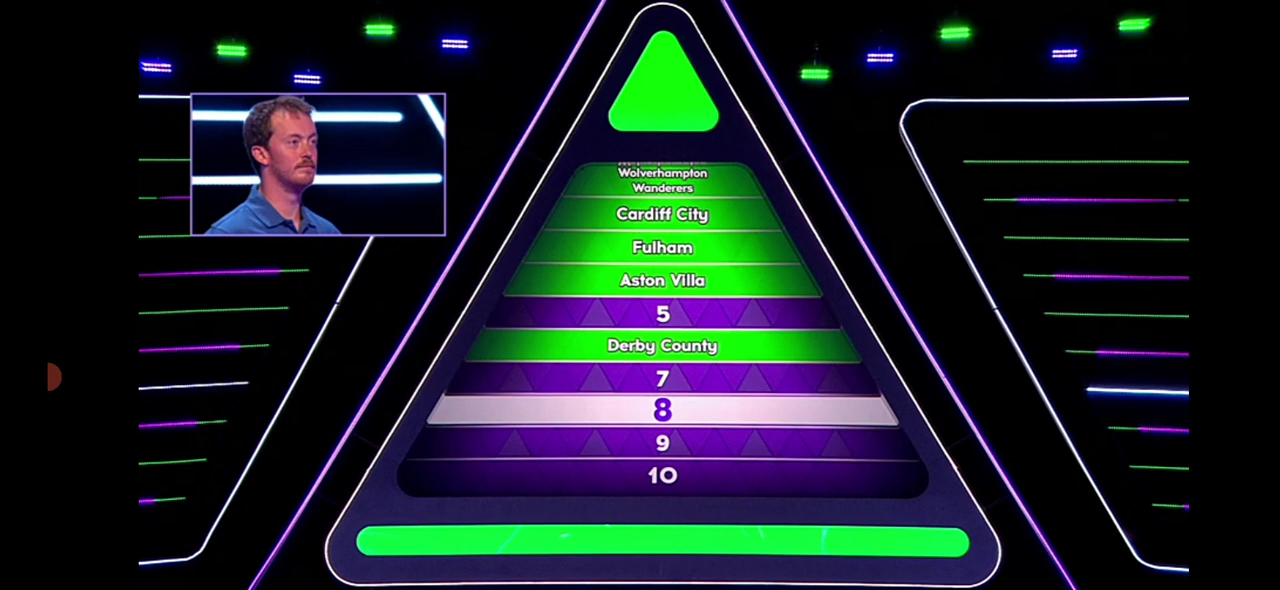 Wolverhampton
Wanderers
Cardiff City
Fulham
Aston Villa
5
Derby County
7
8
9
10